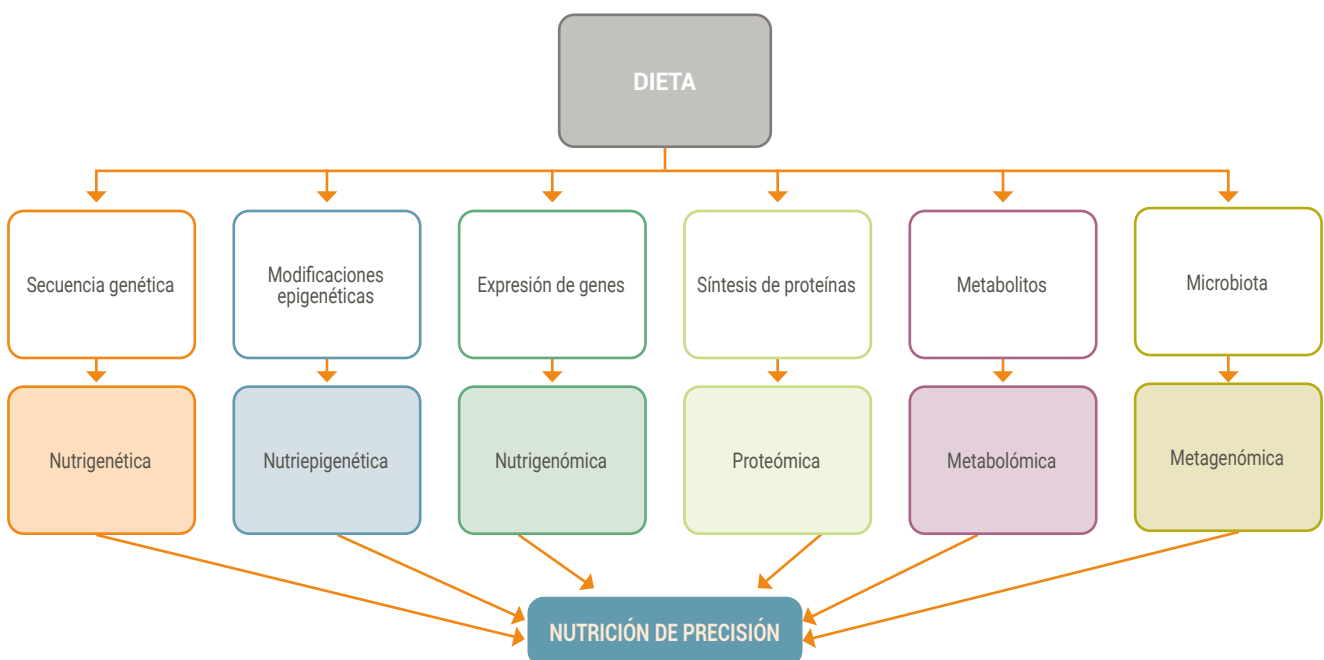 DIETA
Secuencia genética
Modificaciones
epigenéticas
Expresión de genes
Síntesis de proteínas
Metabolitos
Microbiota
Nutrigenética
Nutriepigenética
Nutrigenómica
Proteómica
Metabolómica
Metagenómica
NUTRICIÓN DE PRECISIÓN